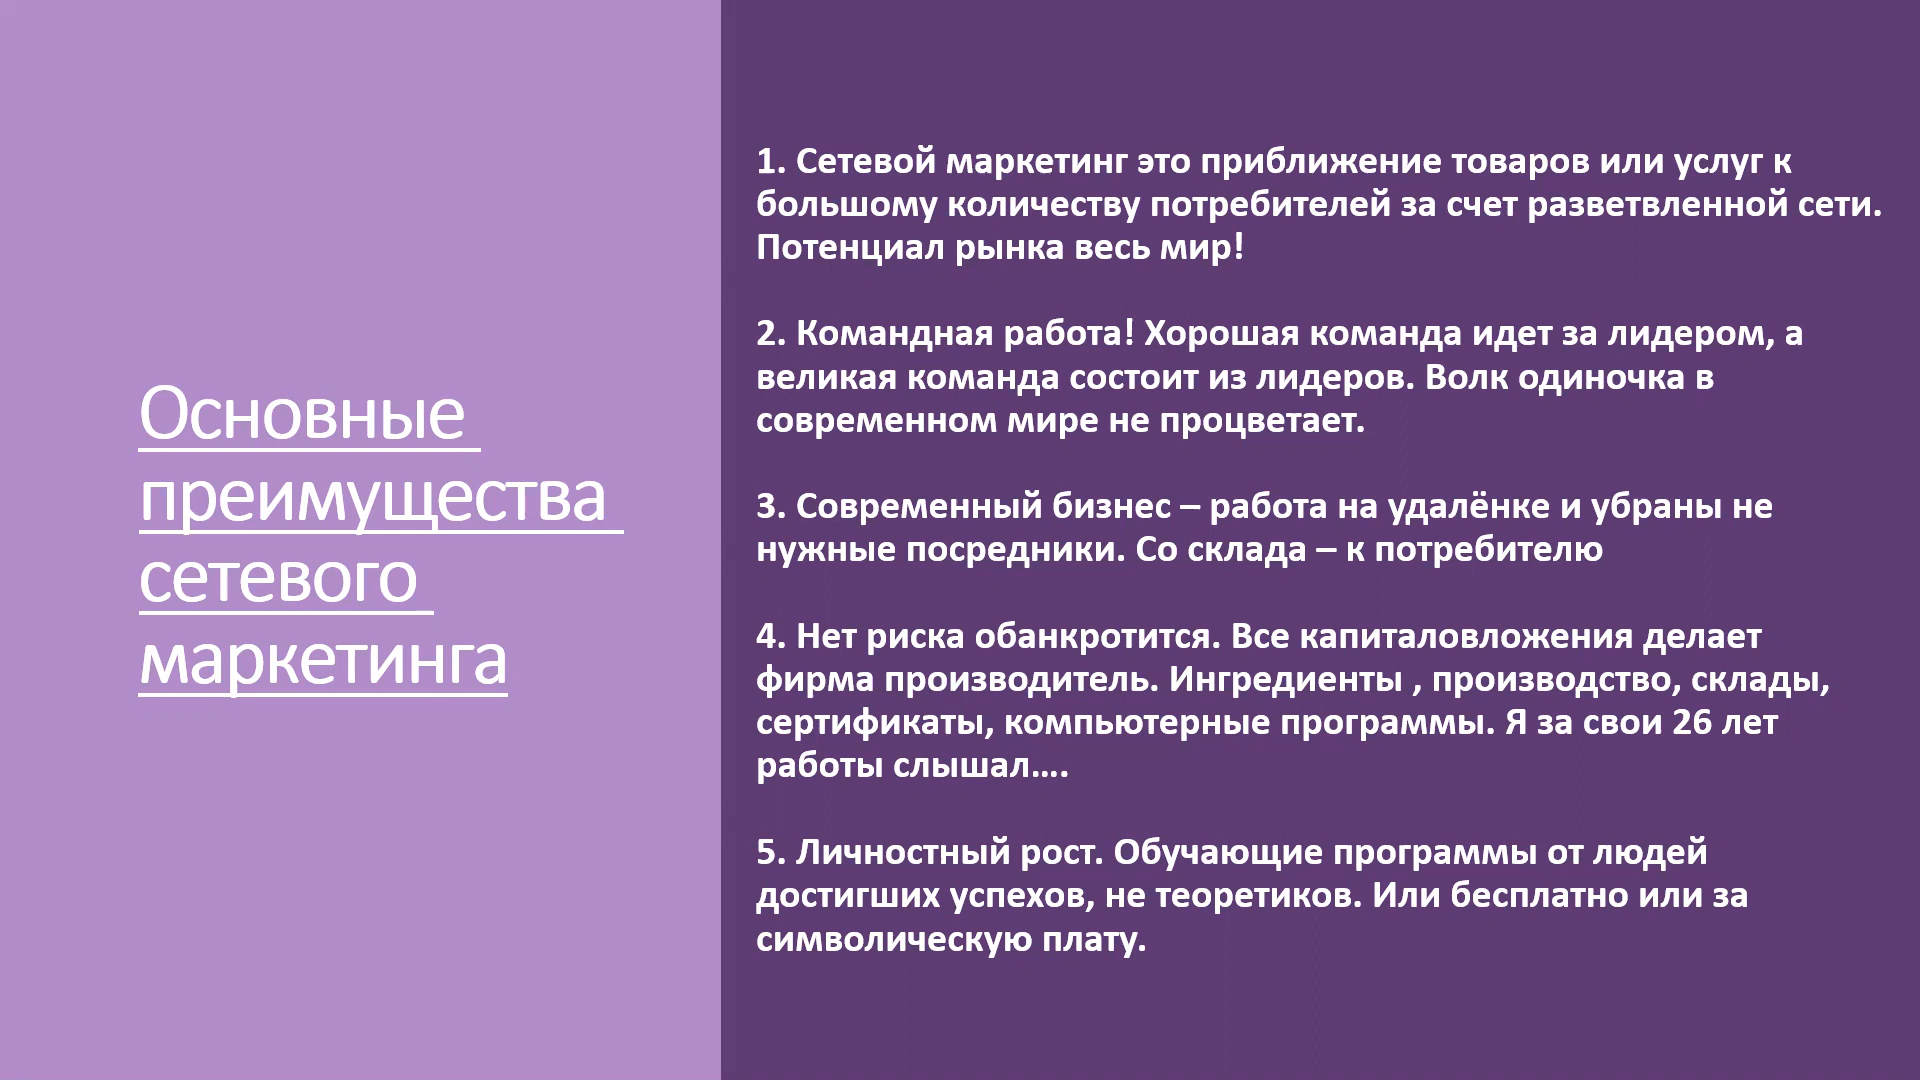 Основные
преимущества
сетевого
маркетинга
1. Сетевой маркетинг это приближение товаров или услуг к
большому количеству потребителей за счет разветвленной сети.
Потенциал рынка весь мир!
2. Командная работа! Хорошая команда идет за лидером, а
великая команда состоит из лидеров. Волк одиночка в
современном мире не процветает.
3. Современный бизнес – работа на удалёнке и убраны не
нужные посредники. Со склада – к потребителю
4. Нет риска обанкротится. Все капиталовложения делает
фирма производитель. Ингредиенты , производство, склады,
сертификаты, компьютерные программы. Я за свои 26 лет
работы слышал….
5. Личностный рост. Обучающие программы от людей
достигших успехов, не теоретиков. Или бесплатно или за
символическую плату.